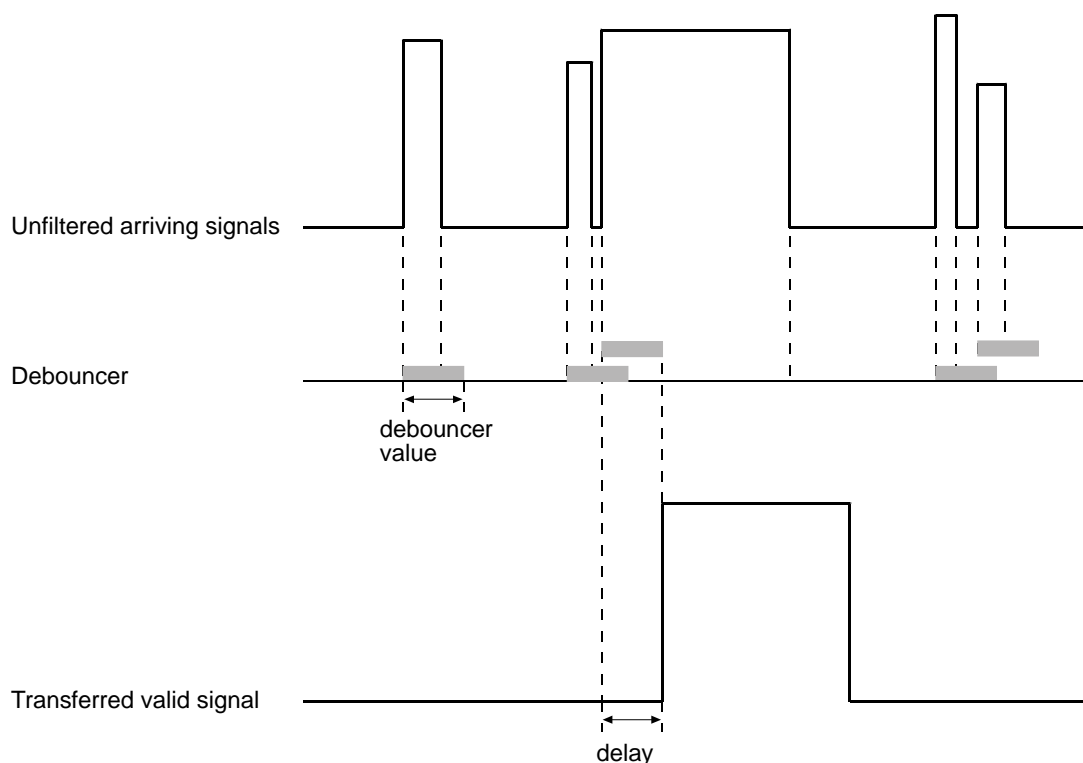 Unfiltered arriving signals
Debouncer
debouncer
value
Transferred valid signal
delay